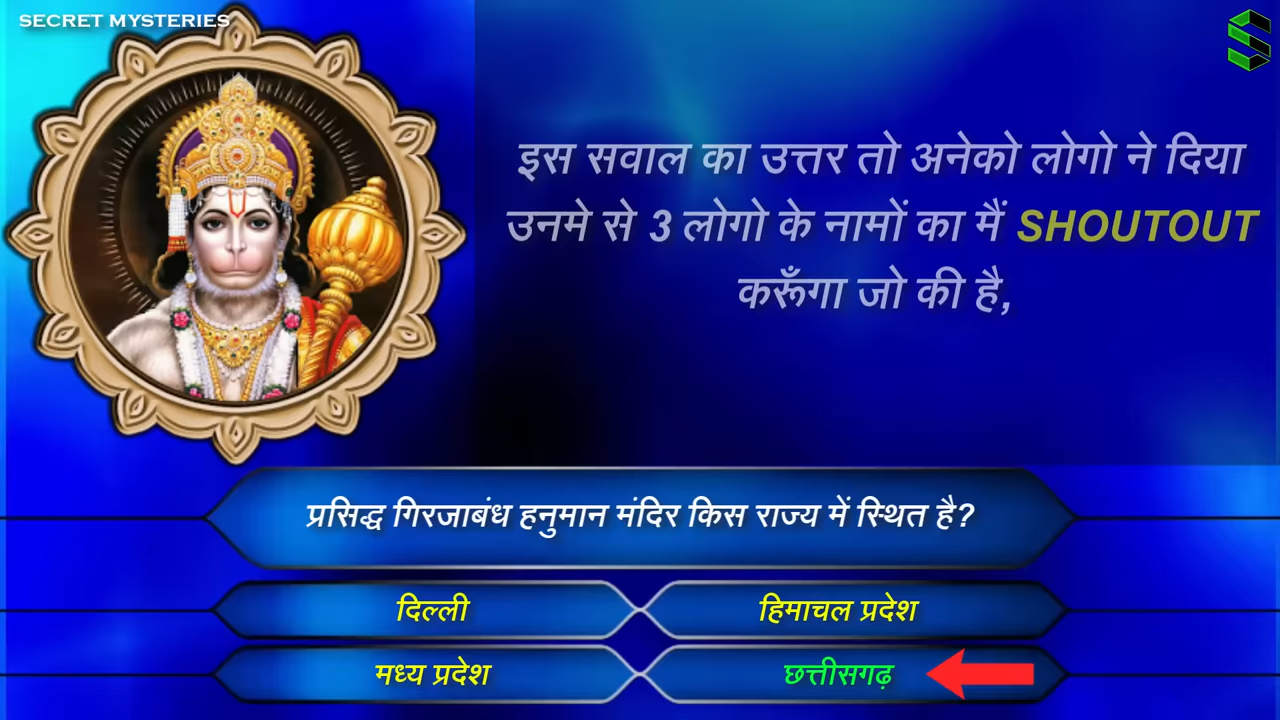 SECRET MYSTERIES
इस सवाल का उत्तर तो अनेको लोगो ने दिया
उनमे से 3 लोगो के नामों का मैं SHOUTOUT
करूँगा जो की है,
प्रसिद्ध गिरजाबंध हनुमान मंदिर किस राज्य में स्थित है?
दिल्ली
हिमाचल प्रदेश
मध्य प्रदेश
छत्तीसगढ़